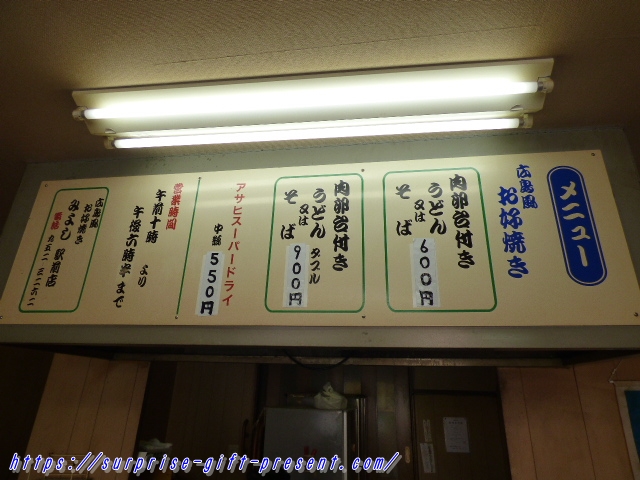 メニュー
広島風
お好み焼き
肉卵台付き
うどん
又は
そば
600円
肉卵台付き
うどん
又は
そば
ダブル
900円
アサヒスーパードライ
中瓶
550円
営業時間
午前十時
より
午後六時半まで
広島風
お好み焼き
みよし 駅前店
https://surprise-gift-present.com/